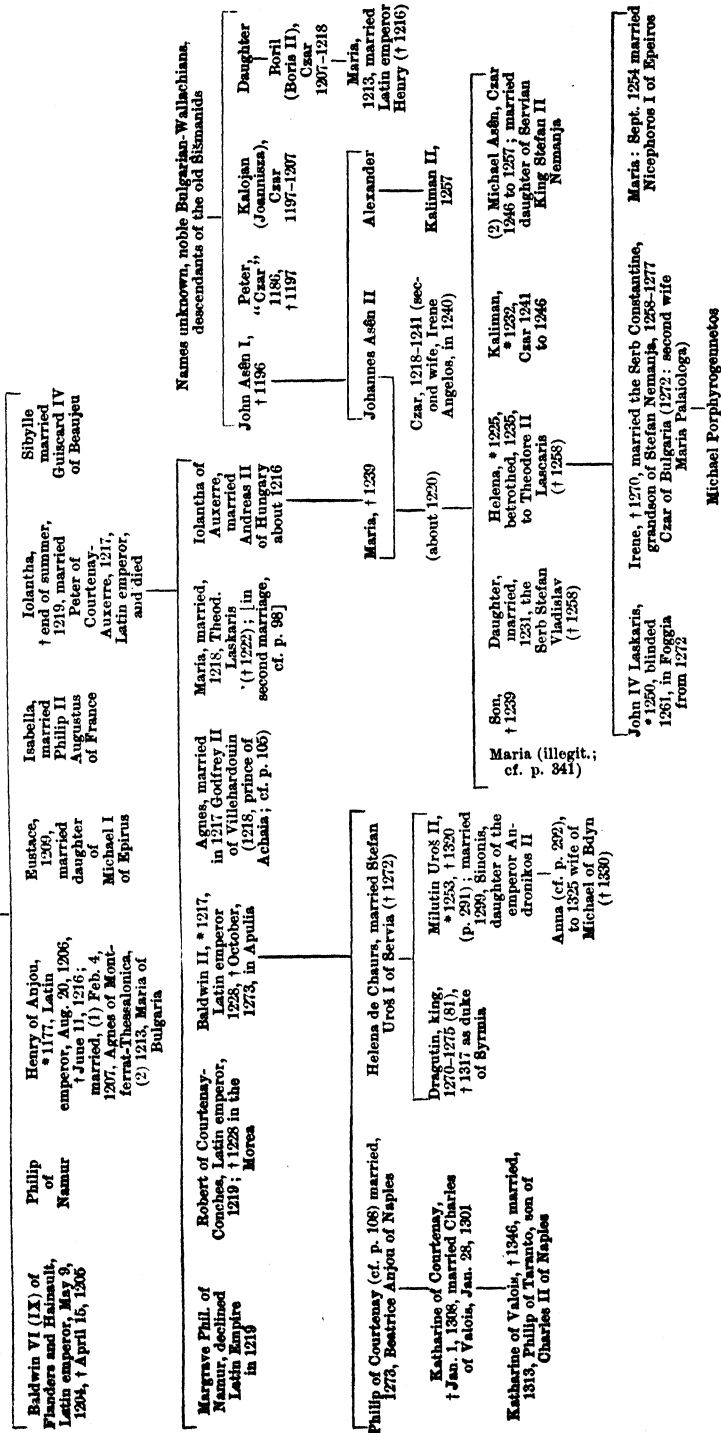 Baldwin VI (IX) of
Flanders and Hainault,
Latin emperor, May 9,
1204, † April 15, 1205
Philip
of
Namur
Henry of Anjou,
*1177, Latin
emperor, Aug. 20, 1206,
† June 11, 1216;
married, (1) Feb. 4,
1207, Agnes of Mont-
ferrat-Thessalonica,
(2) 1213, Maria of
Bulgaria
Eustace,
1209,
married
daughter
of
Michael I
of Epirus
Isabella,
married
Philip II
Augustus
of France
Iolantha,
† end of summer,
1219, married
Peter of
Courtenay-
Auxerre, 1217,
Latin emperor,
and died
Sibylle
married
Guiscard IV
of Beaujeu
Names unknown, noble Bulgarian-Wallachians,
descendants of the old Šišmanids
Margrave Phil. of
Namur, declined
Latin Empire
in 1219
Robert of Courtenay-
Conches, Latin emperor,
1219; † 1228 in the
Morea
Baldwin II, *1217,
Latin emperor
1228, † October,
1273, in Apulia
Agnes, married
in 1217 Godfrey II
of Villehardouin
(1218, prince of
Achaia; cf. p. 105)
Maria, married,
1218, Theod.
Laskaris
(† 1222); [in
second marriage,
cf. p. 98]
Iolantha of
Auxerre,
married
Andreas II
of Hungary
about 1216
John Asên I,
† 1196
Peter,
"Czar,"
1186,
† 1197
Kalojan
(Joannisza),
Czar
1197-1207
Daughter
Boril
(Boris II),
Czar
1207-1218
Maria,
1213, married
Latin emperor
Henry († 1216)
Maria, † 1239
Johannes Asên II
Alexander
(about 1220)
Czar, 1218-1241 (sec-
ond wife, Irene
Angelos, in 1240)
Kaliman II,
1257
Philip of Courtenay (cf. p. 108) married,
1273, Beatrice Anjou of Naples
Helena de Chaurs, married Stefan
Uroš I of Servia († 1272)
Maria (illegit.;
cf. p. 341)
Son,
† 1239
Daughter,
married,
1231, the
Serb Stefan
Vladislav
(† 1258)
Helena, *1225,
betrothed, 1235,
to Theodore II
Lascaris
(† 1258)
Kaliman,
*1232,
Czar 1241
to 1246
(2) Michael Asên, Czar
1246 to 1257; married
daughter of Servian
King Stefan II
Nemanja
Katharine of Courtenay,
† Jan. 1, 1308, married Charles
of Valois, Jan. 28, 1301
Dragutin, king,
1270-1275 (81),
† 1317 as duke
of Syrmia
Milutin Uroš II,
*1253, † 1320
(p. 291); married
1299, Simonis,
daughter of the
emperor An-
dronikos II
Katharine of Valois, † 1346, married,
1313, Philip of Taranto, son of
Charles II of Naples
Anna (cf. p. 292),
to 1325 wife of
Michael of Bdyn
(† 1330)
John IV Laskaris,
*1250, blinded
1261, in Foggia
from 1272
Irene, † 1270, married the Serb Constantine,
grandson of Stefan Nemanja, 1258-1277
Czar of Bulgaria (1272: second wife
Maria Palaiologa)
Maria: Sept. 1254 married
Nicephoros I of Epeiros
Michael Porphyrogennetos